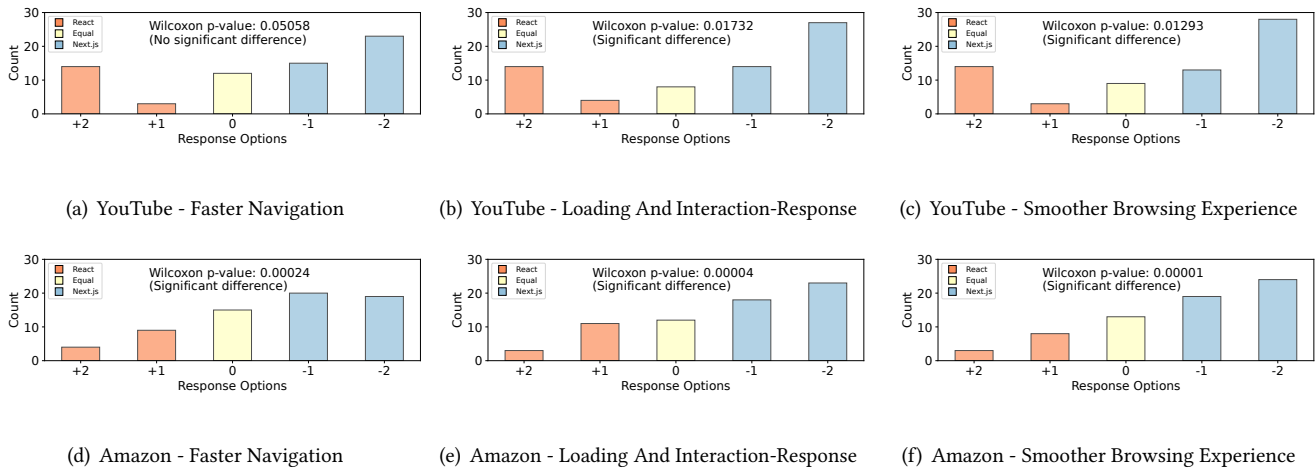 Wilcoxon p-value: 0.05058
(No significant difference)
React
Equal
Next.js
Count
30
20
10
0
+2 +1 0 -1 -2
Response Options
(a) YouTube - Faster Navigation
Wilcoxon p-value: 0.01732
(Significant difference)
React
Equal
Next.js
Count
30
20
10
0
+2 +1 0 -1 -2
Response Options
(b) YouTube - Loading And Interaction-Response
Wilcoxon p-value: 0.01293
(Significant difference)
React
Equal
Next.js
Count
30
20
10
0
+2 +1 0 -1 -2
Response Options
(c) YouTube - Smoother Browsing Experience
Wilcoxon p-value: 0.00024
(Significant difference)
React
Equal
Next.js
Count
30
20
10
0
+2 +1 0 -1 -2
Response Options
(d) Amazon - Faster Navigation
Wilcoxon p-value: 0.00004
(Significant difference)
React
Equal
Next.js
Count
30
20
10
0
+2 +1 0 -1 -2
Response Options
(e) Amazon - Loading And Interaction-Response
Wilcoxon p-value: 0.00001
(Significant difference)
React
Equal
Next.js
Count
30
20
10
0
+2 +1 0 -1 -2
Response Options
(f) Amazon - Smoother Browsing Experience